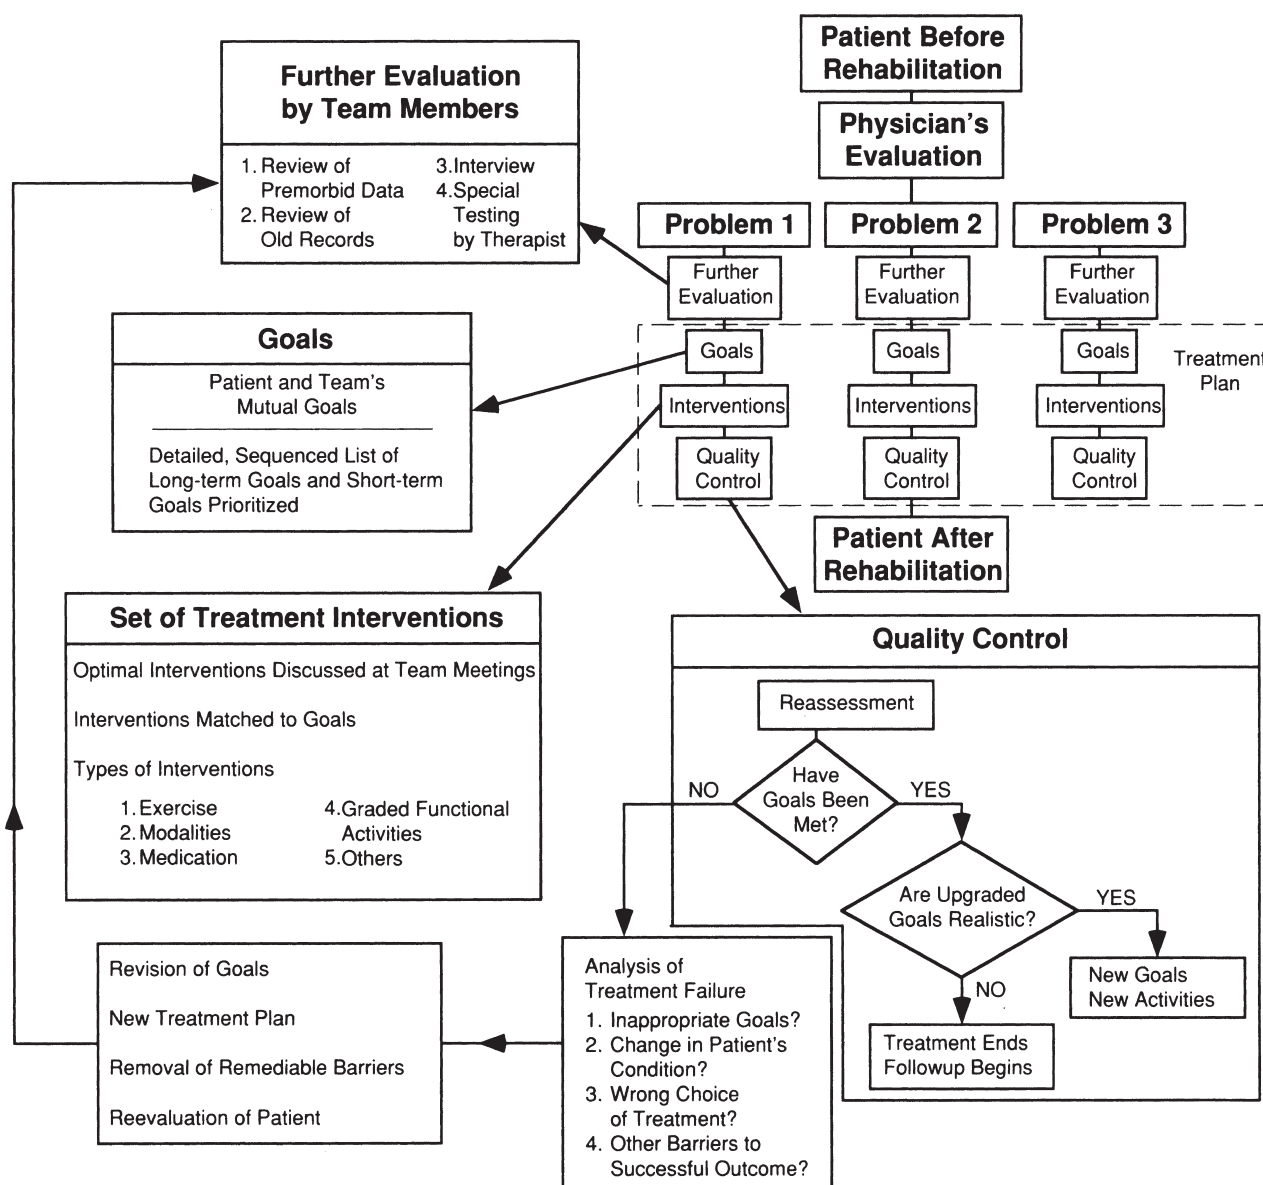 Patient Before
Rehabilitation
Physician's
Evaluation
Further Evaluation
by Team Members
1. Review of
Premorbid Data
2. Review of
Old Records
3. Interview
4. Special
Testing
by Therapist
Problem 1
Problem 2
Problem 3
Further
Evaluation
Further
Evaluation
Further
Evaluation
Goals
Goals
Goals
Treatment
Plan
Interventions
Interventions
Interventions
Quality
Control
Quality
Control
Quality
Control
Patient After
Rehabilitation
Goals
Patient and Team's
Mutual Goals
Detailed, Sequenced List of
Long-term Goals and Short-term
Goals Prioritized
Set of Treatment Interventions
Optimal Interventions Discussed at Team Meetings
Interventions Matched to Goals
Types of Interventions
1. Exercise
2. Modalities
3. Medication
4. Graded Functional
Activities
5. Others
Quality Control
Reassessment
Have
Goals Been
Met?
NO
YES
Are Upgraded
Goals Realistic?
YES
NO
New Goals
New Activities
Treatment Ends
Followup Begins
Analysis of
Treatment Failure
1. Inappropriate Goals?
2. Change in Patient's
Condition?
3. Wrong Choice
of Treatment?
4. Other Barriers to
Successful Outcome?
Revision of Goals
New Treatment Plan
Removal of Remediable Barriers
Reevaluation of Patient